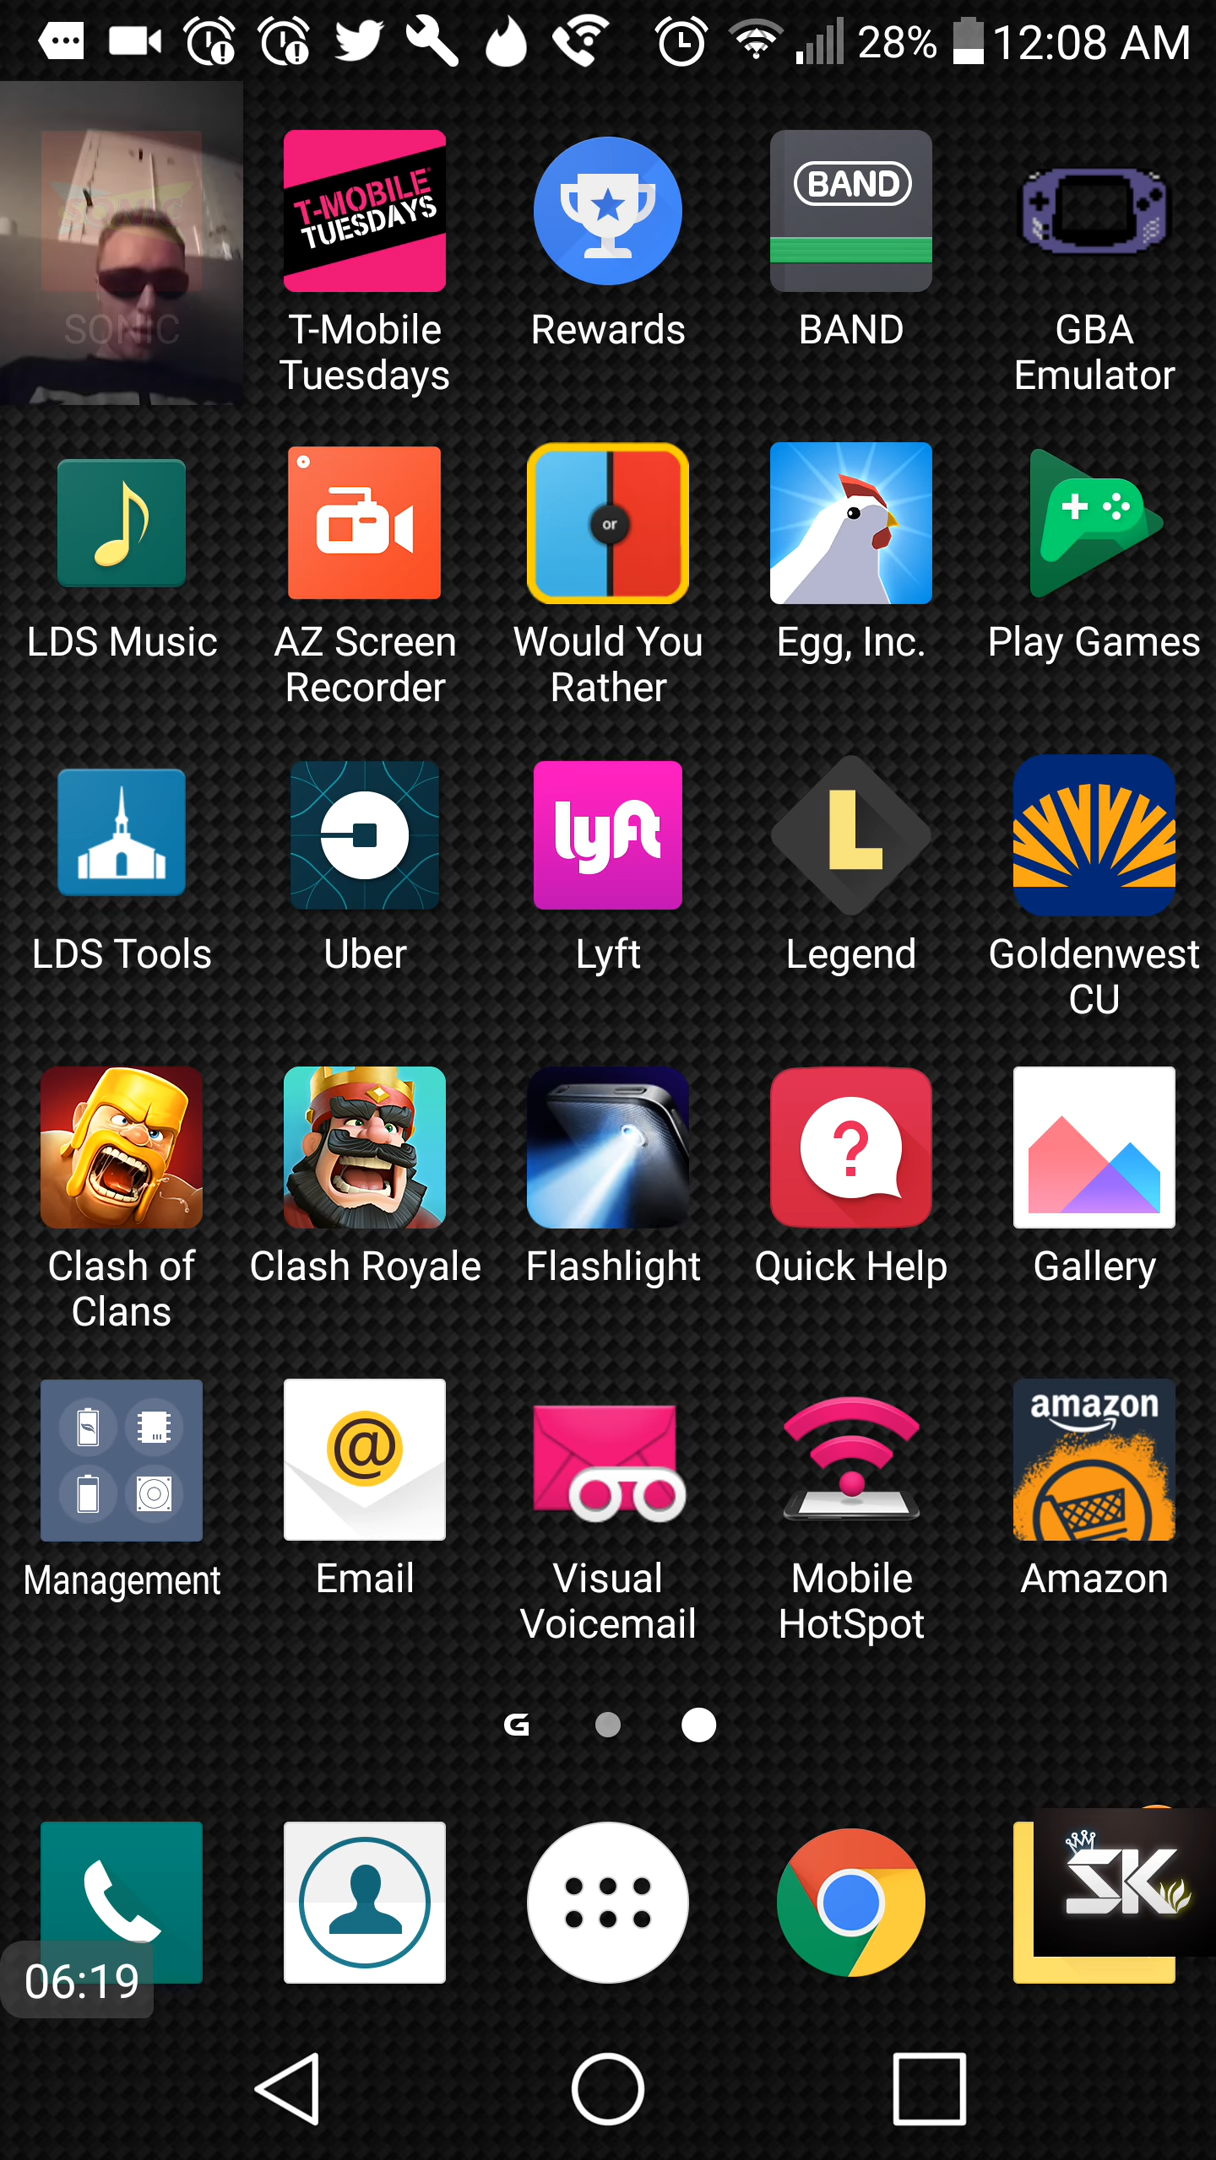 28% 12:08 AM
SONIC
T-MOBILE
TUESDAYS
BAND
SONIC
T-Mobile
Tuesdays
Rewards
BAND
GBA
Emulator
or
LDS Music
AZ Screen
Recorder
Would You
Rather
Egg, Inc.
Play Games
lyft
L
LDS Tools
Uber
Lyft
Legend
Goldenwest
CU
?
Clash of
Clans
Clash Royale
Flashlight
Quick Help
Gallery
@
amazon
Management
Email
Visual
Voicemail
Mobile
HotSpot
Amazon
G
SK
06:19